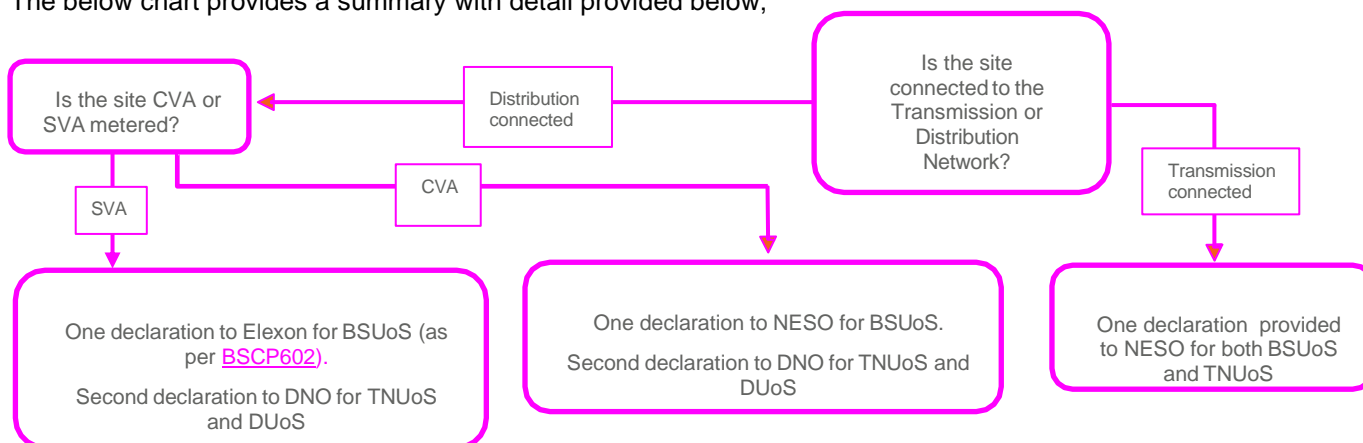 The below chart provides a summary with detail provided below;
Is the site
connected to the
Transmission or
Distribution
Network?
Distribution
connected
Is the site CVA or
SVA metered?
Transmission
connected
CVA
SVA
One declaration to Elexon for BSUoS (as
per BSCP602).
Second declaration to DNO for TNUoS
and DUoS
One declaration to NESO for BSUoS.
Second declaration to DNO for TNUoS and
DUoS
One declaration provided
to NESO for both BSUoS
and TNUoS